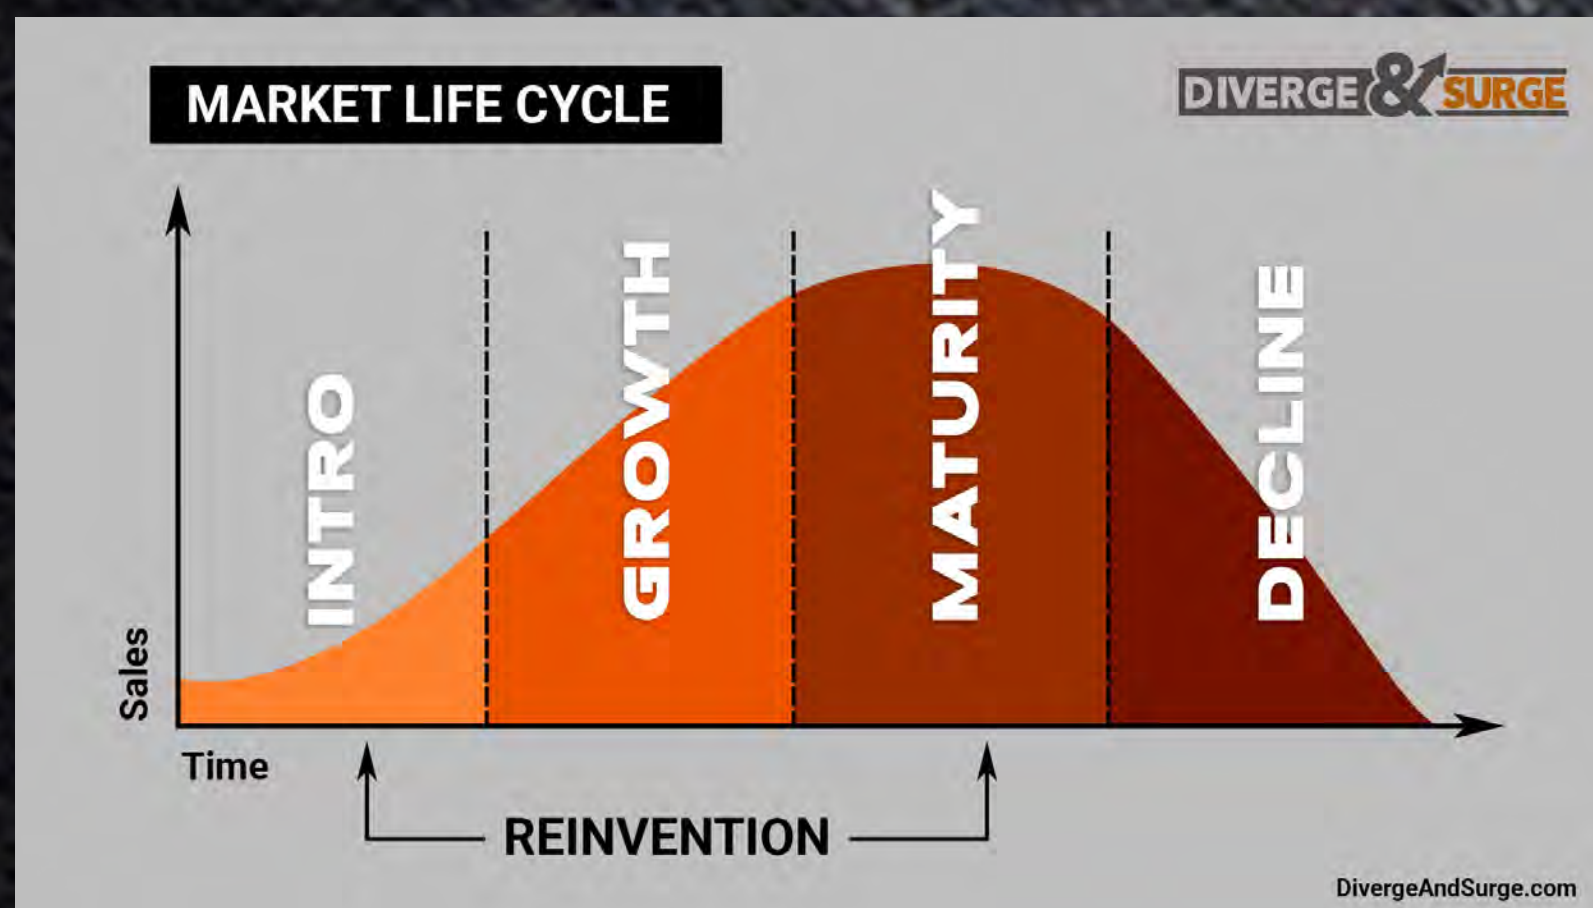 MARKET LIFE CYCLE
DIVERGE & SURGE
INTRO
GROWTH
MATURITY
DECLINE
Sales
Time
REINVENTION
DivergeAndSurge.com